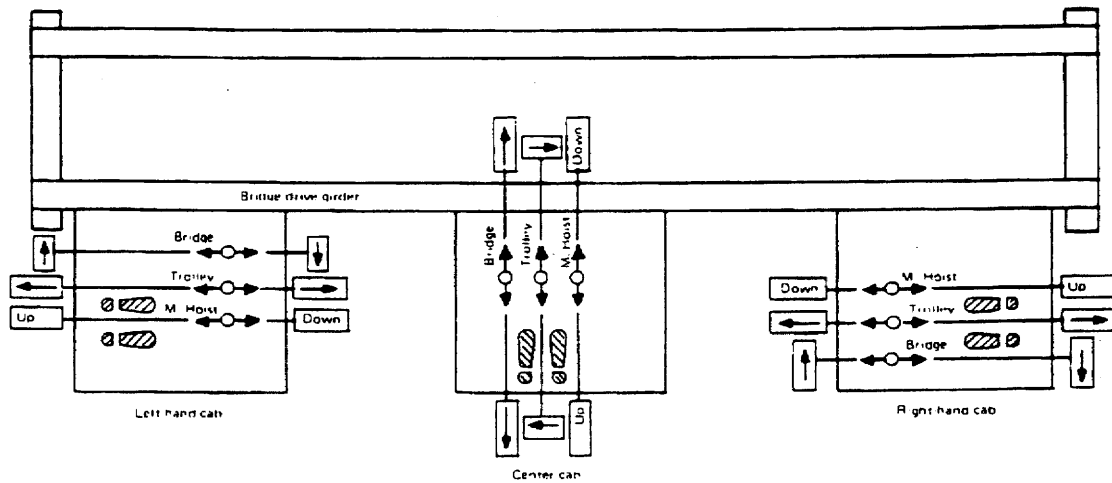 Down
Bridge drive girder
Bridge
Trolley
M. Hoist
Up
Down
Left hand cab
Bridge
Trolley
M. Hoist
Up
Center cab
M. Hoist
Down
Up
Trolley
Bridge
Right-hand cab